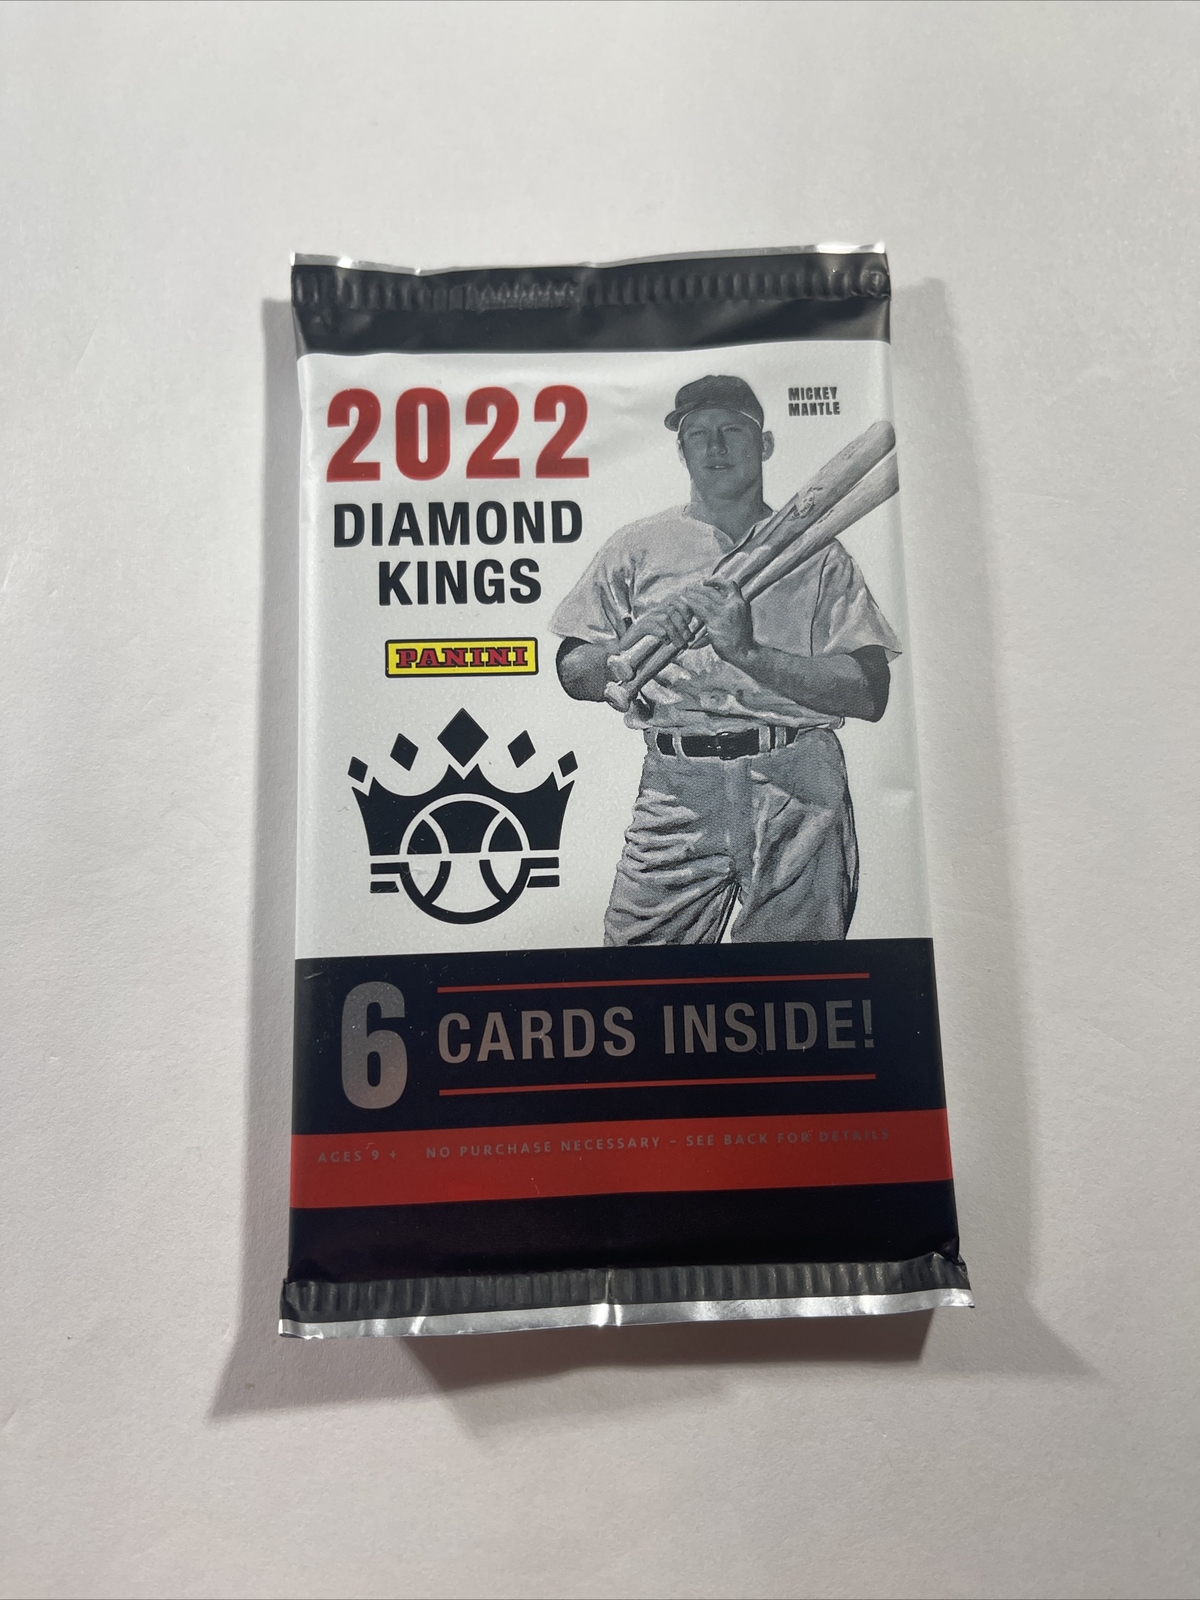 2022
DIAMOND
KINGS
PANINI
MICKEY
MANTLE
6 CARDS INSIDE!
AGES 9 + NO PURCHASE NECESSARY – SEE BACK FOR DETAILS